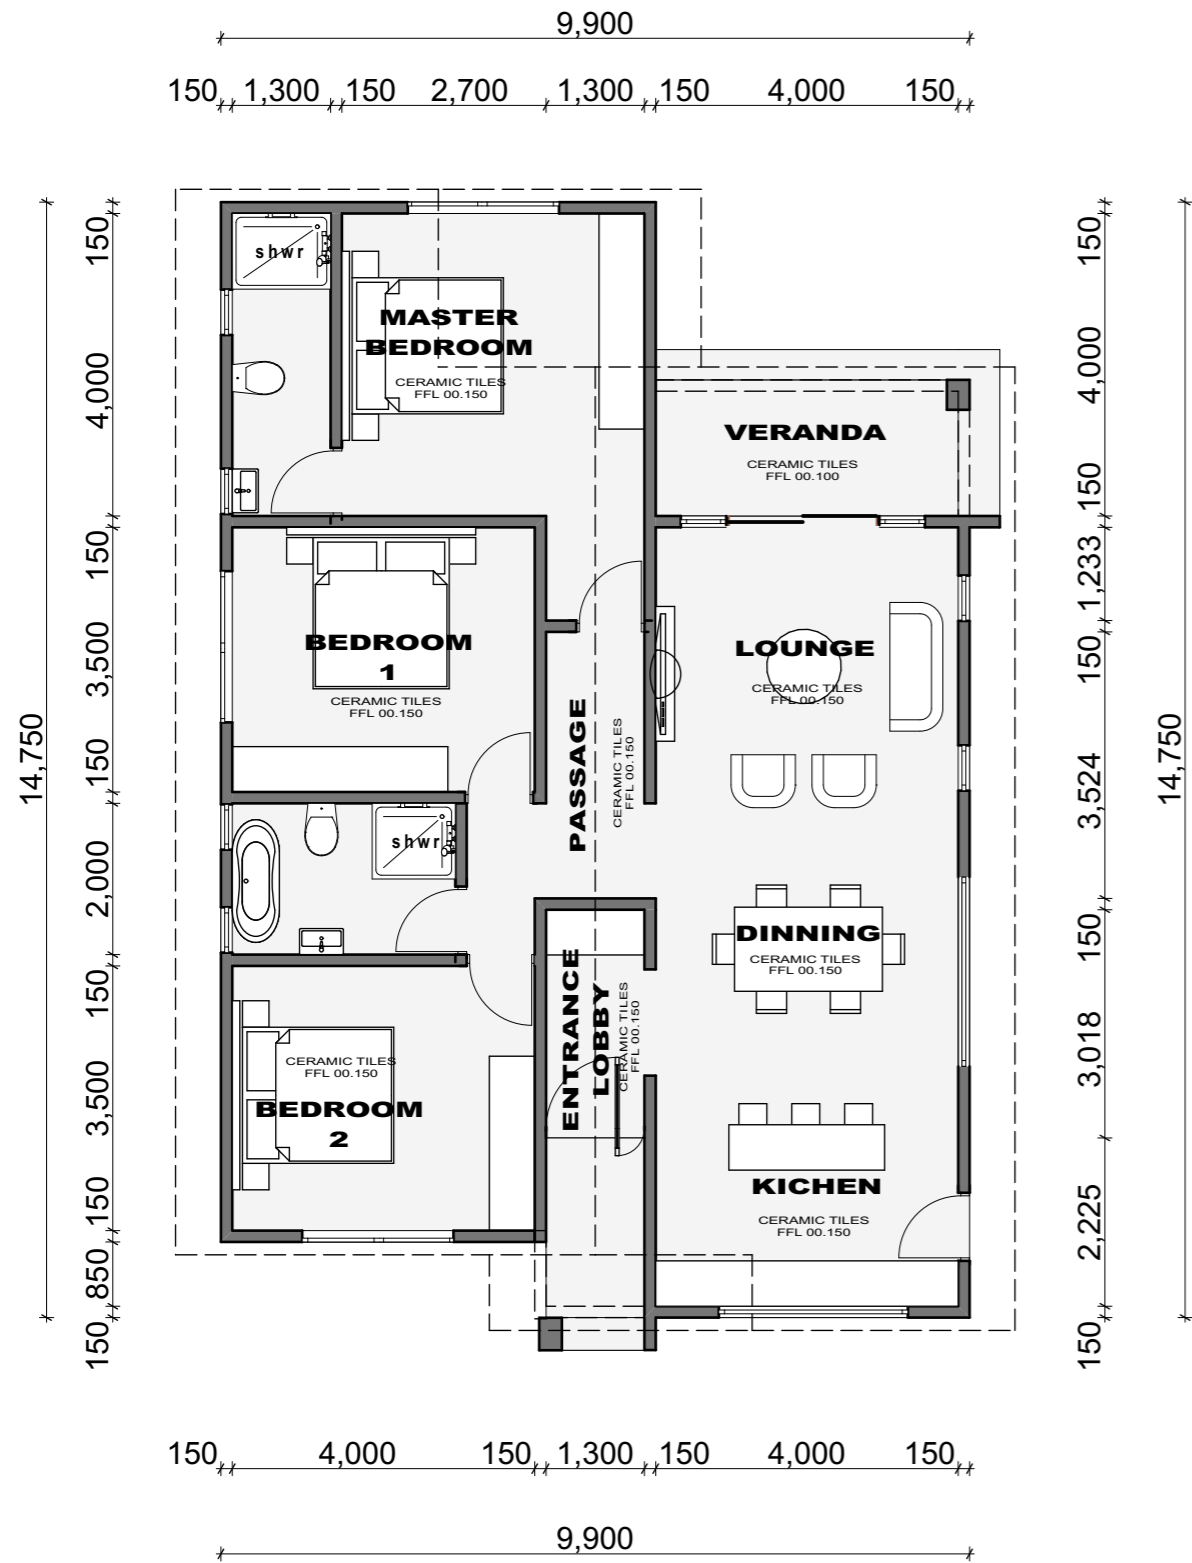 9,900
150 1,300 150 2,700 1,300 150 4,000 150
shwr
MASTER
BEDROOM
CERAMIC TILES
FFL 00.150
VERANDA
CERAMIC TILES
FFL 00.100
BEDROOM
1
CERAMIC TILES
FFL 00.150
LOUNGE
CERAMIC TILES
FFL 00.150
PASSAGE
CERAMIC TILES
FFL 00.150
shwr
DINNING
CERAMIC TILES
FFL 00.150
ENTRANCE
LOBBY
CERAMIC TILES
FFL 00.150
CERAMIC TILES
FFL 00.150
BEDROOM
2
KICHEN
CERAMIC TILES
FFL 00.150
14,750
150 850 150 3,500 150 2,000 150 3,500 150 4,000 150
150 2,225 3,018 150 3,524 150 1,233 150 4,000 150
14,750
150 4,000 150 1,300 150 4,000 150
9,900